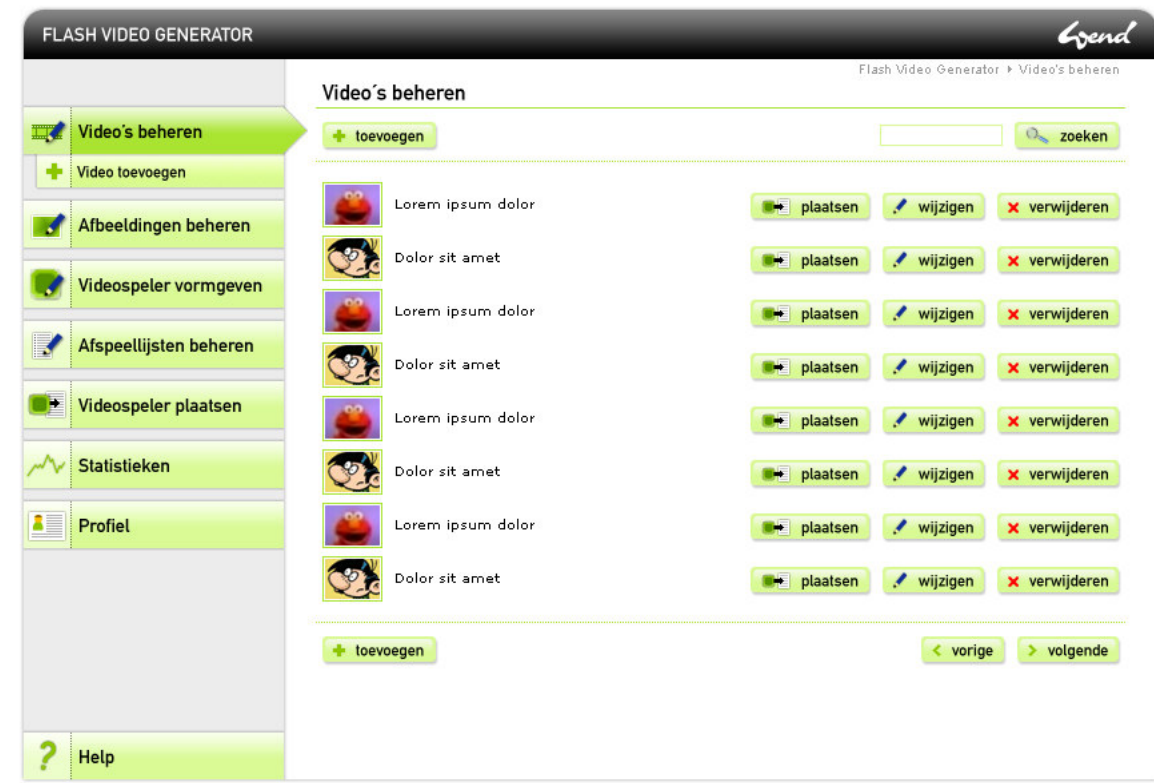 FLASH VIDEO GENERATOR
Flash Video Generator ▸ Video's beheren
Video´s beheren
Video´s beheren
Video toevoegen
Afbeeldingen beheren
Videospeler vormgeven
Afspeellijsten beheren
Videospeler plaatsen
Statistieken
Profiel
Help
toevoegen zoeken
Lorem ipsum dolor plaatsen wijzigen verwijderen
Dolor sit amet plaatsen wijzigen verwijderen
Lorem ipsum dolor plaatsen wijzigen verwijderen
Dolor sit amet plaatsen wijzigen verwijderen
Lorem ipsum dolor plaatsen wijzigen verwijderen
Dolor sit amet plaatsen wijzigen verwijderen
Lorem ipsum dolor plaatsen wijzigen verwijderen
Dolor sit amet plaatsen wijzigen verwijderen
toevoegen vorige volgende